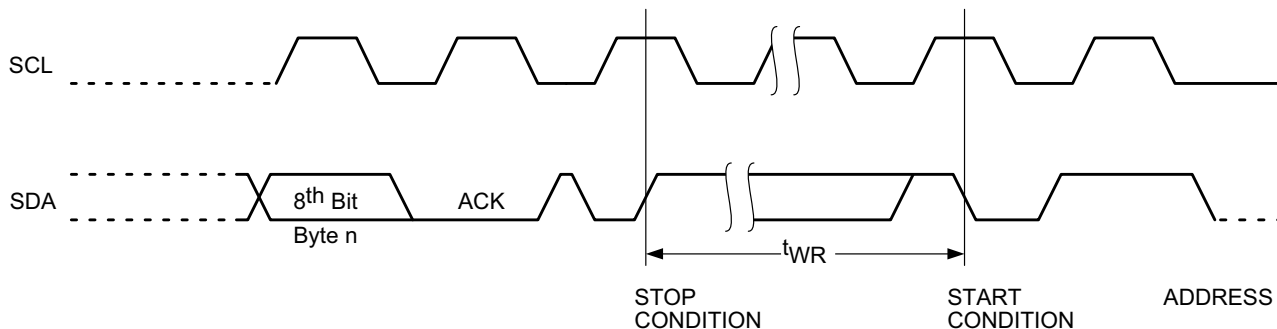 SCL
SDA
8th Bit
ACK
Byte n
tWR
STOP
CONDITION
START
CONDITION
ADDRESS